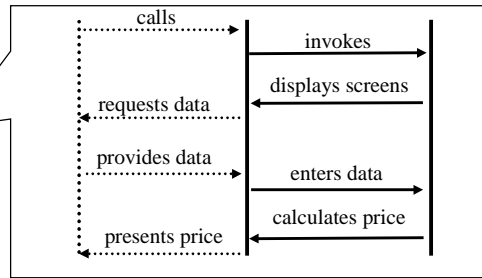 calls
invokes
displays screens
requests data
provides data
enters data
calculates price
presents price